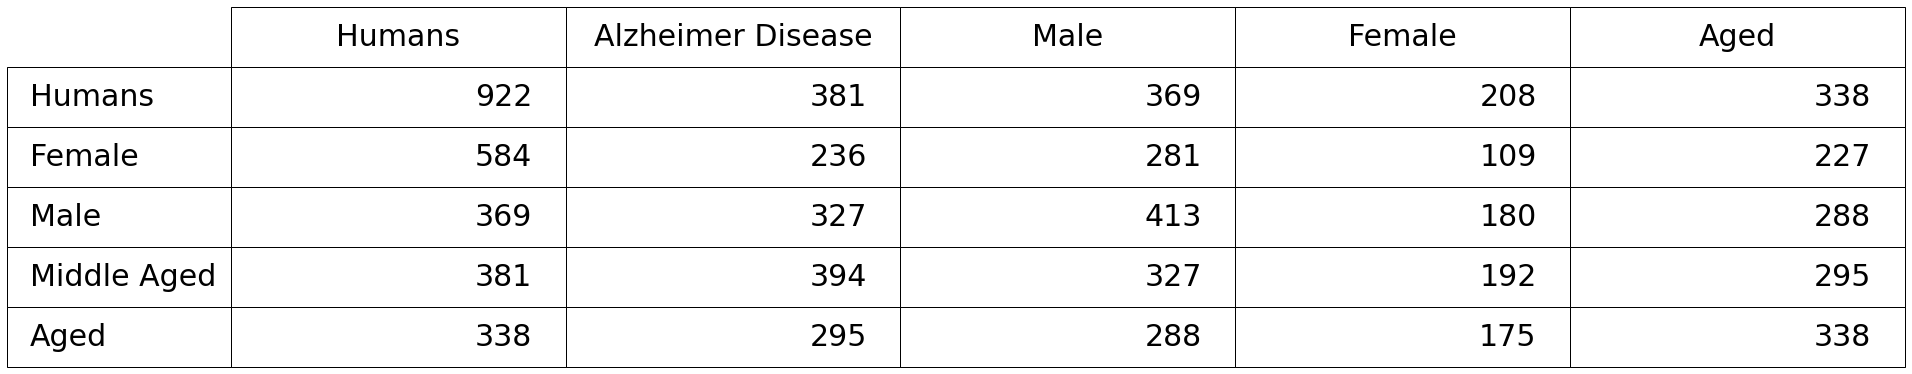 Humans Alzheimer Disease Male Female Aged
Humans 922 381 369 208 338
Female 584 236 281 109 227
Male 369 327 413 180 288
Middle Aged 381 394 327 192 295
Aged 338 295 288 175 338